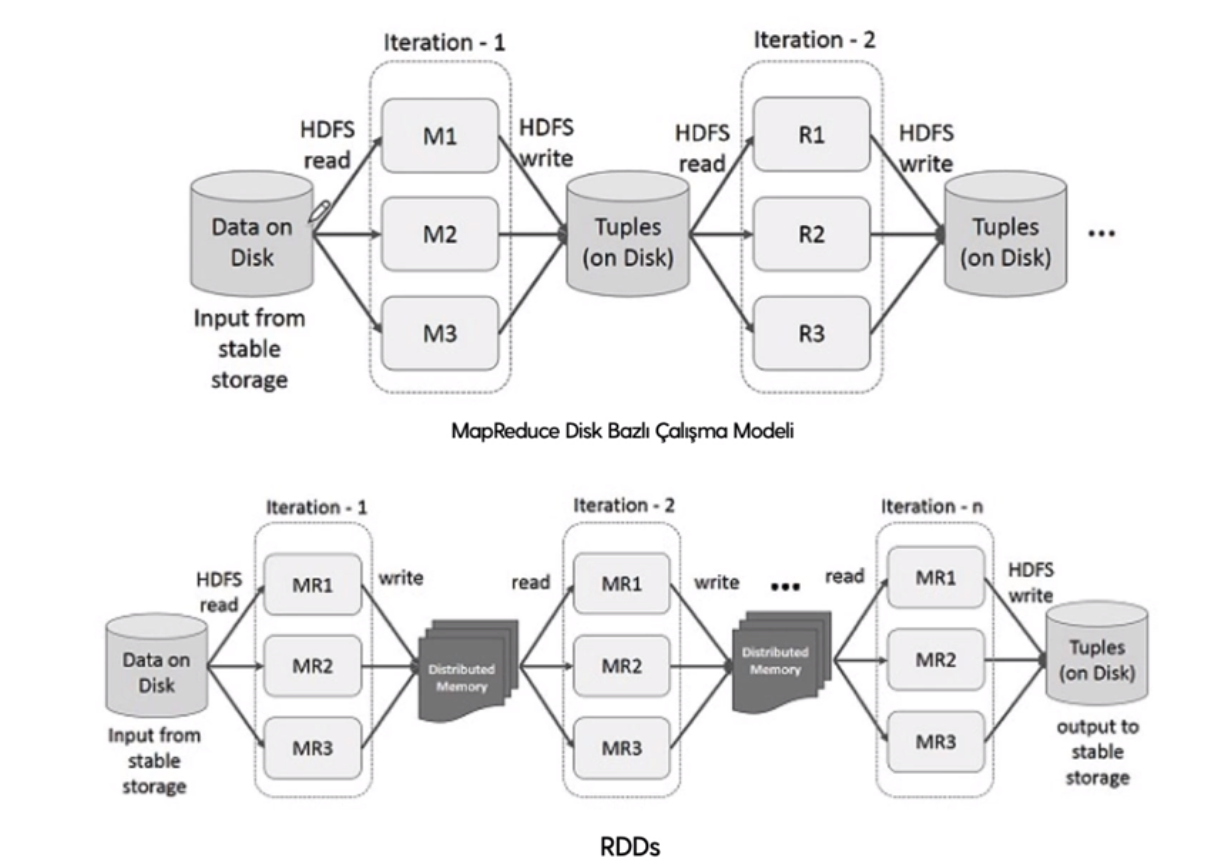 Iteration - 1
Iteration - 2
HDFS
read
M1
HDFS
write
HDFS
read
R1
HDFS
write
Data on
Disk
M2
Tuples
(on Disk)
R2
Tuples
(on Disk)
...
Input from
stable
storage
M3
R3
MapReduce Disk Bazlı Çalışma Modeli
Iteration - 1
Iteration - 2
Iteration - n
HDFS
read
MR1
write
read
MR1
write
...
read
MR1
HDFS
write
Data on
Disk
MR2
Distributed
Memory
MR2
Distributed
Memory
MR2
Tuples
(on Disk)
Input from
stable
storage
MR3
MR3
MR3
output to
stable
storage
RDDs